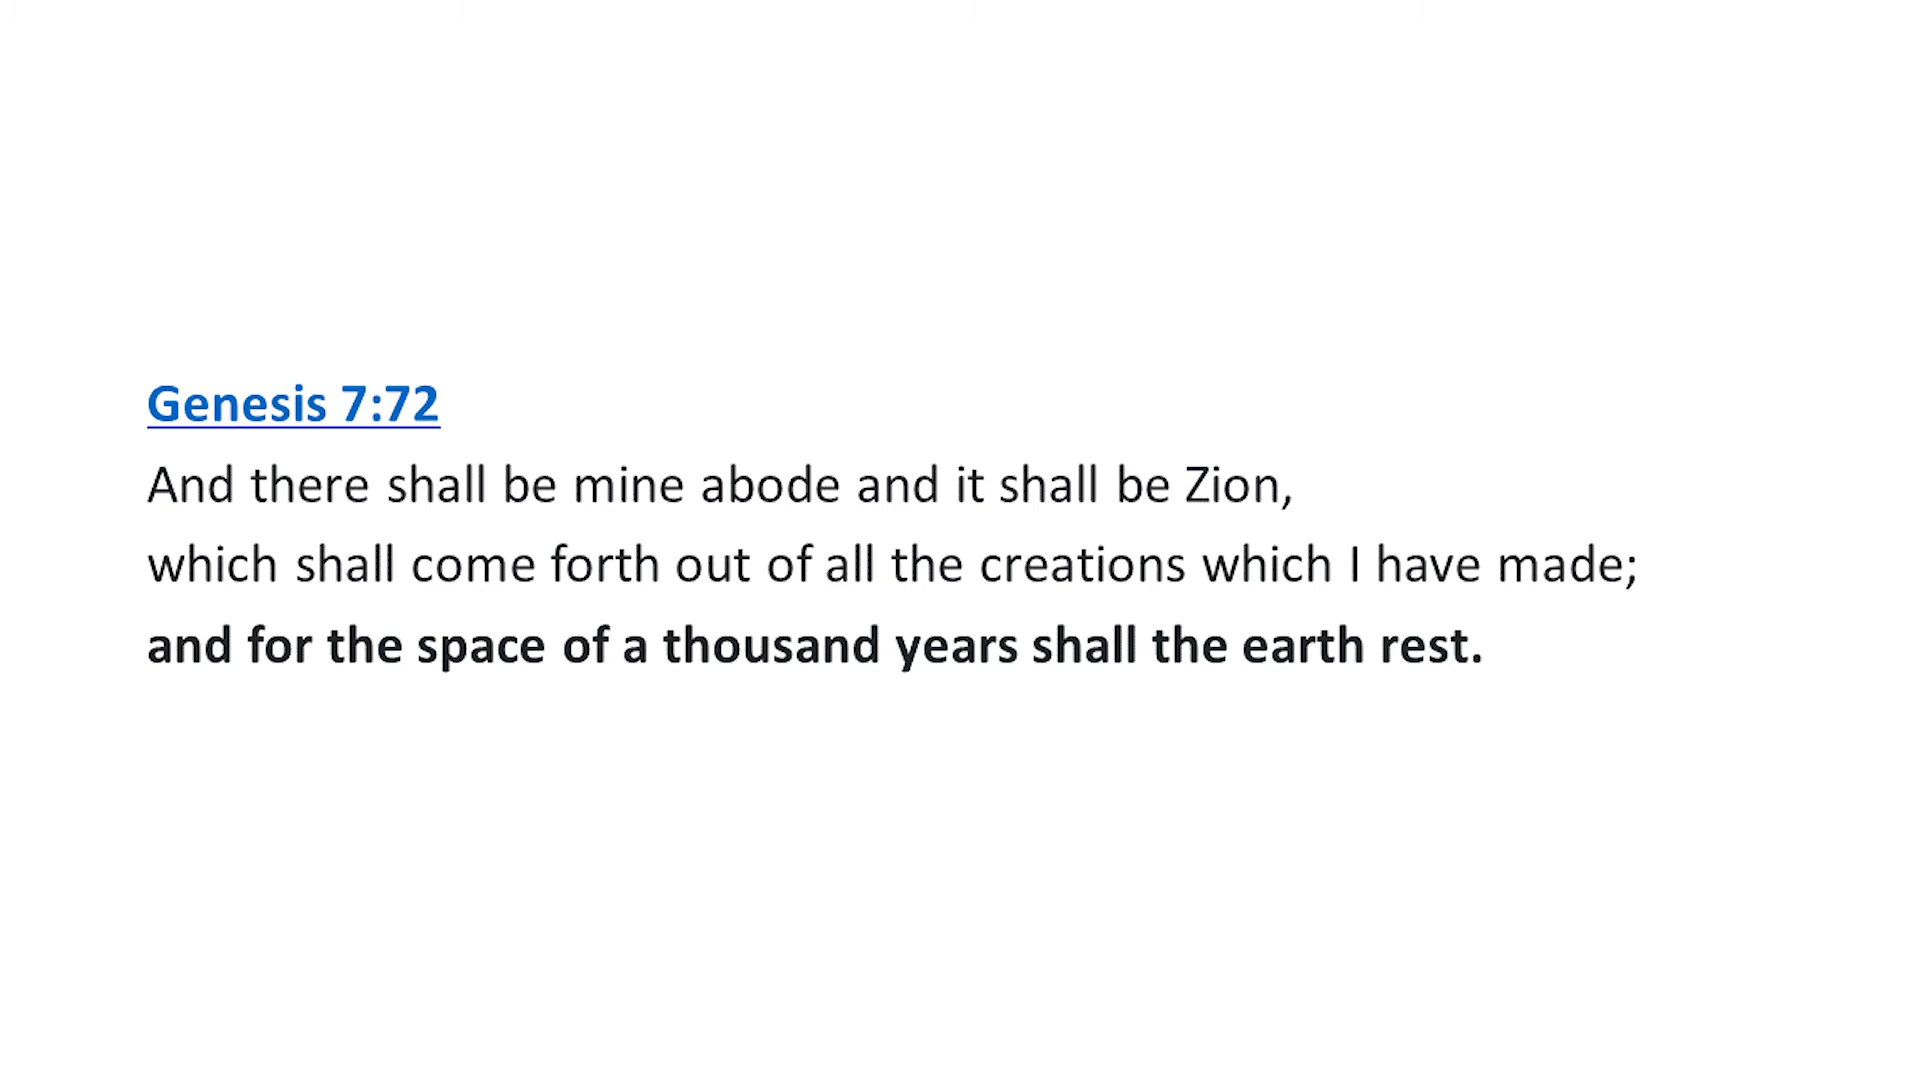 Genesis 7:72
And there shall be mine abode and it shall be Zion,
which shall come forth out of all the creations which I have made;
and for the space of a thousand years shall the earth rest.